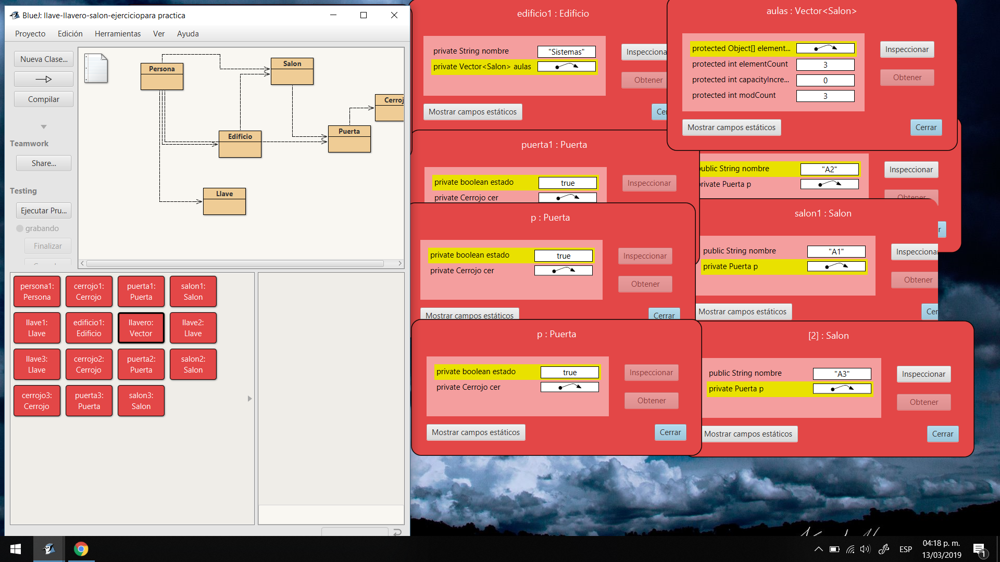 BlueJ: llave-llavero-salon-ejerciciopara practica
Proyecto Edición Herramientas Ver Ayuda
Nueva Clase...
Compilar
Teamwork
Share...
Testing
Ejecutar Pru...
grabando
Finalizar
Persona
Salon
Cerroj
Edificio
Puerta
Llave
persona1:
Persona
cerrojo1:
Cerrojo
puerta1:
Puerta
salon1:
Salon
llave1:
Llave
edificio1:
Edificio
llavero:
Vector
llave2:
Llave
llave3:
Llave
cerrojo2:
Cerrojo
puerta2:
Puerta
salon2:
Salon
cerrojo3:
Cerrojo
puerta3:
Puerta
salon3:
Salon
edificio1 : Edificio
private String nombre "Sistemas"
private Vector<Salon> aulas
Inspecciona
Obtener
Mostrar campos estáticos
Ce
aulas : Vector<Salon>
protected Object[] element...
protected int elementCount 3
protected int capacityIncre... 0
protected int modCount 3
Inspeccionar
Obtener
Mostrar campos estáticos
Cerrar
puerta1 : Puerta
private boolean estado true
private Cerrojo cer
Inspeccionar
public String nombre "A2"
private Puerta p
Inspeccionar
Obtener
r
p : Puerta
private boolean estado true
private Cerrojo cer
Inspeccionar
Obtener
Mostrar campos estáticos
Cerrar
salon1 : Salon
public String nombre "A1"
private Puerta p
Inspecciona
Obtener
Mostrar campos estáticos
Cer
p : Puerta
private boolean estado true
private Cerrojo cer
Inspeccionar
Obtener
Mostrar campos estáticos
Cerrar
[2] : Salon
public String nombre "A3"
private Puerta p
Inspeccionar
Obtener
Mostrar campos estáticos
Cerrar
ESP
04:18 p. m.
13/03/2019
1